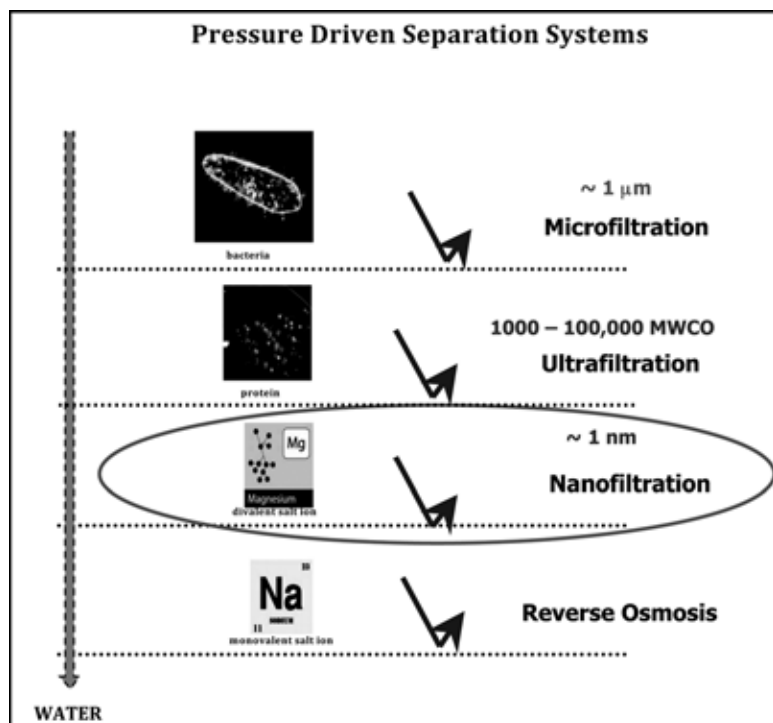 Pressure Driven Separation Systems
bacteria
~ 1 μm
Microfiltration
protein
1000 – 100,000 MWCO
Ultrafiltration
Mg
Magnesium
divalent salt ion
~ 1 nm
Nanofiltration
Na
11
monovalent salt ion
Reverse Osmosis
WATER